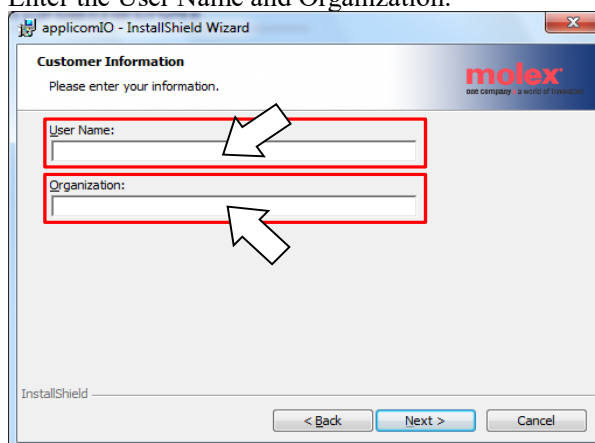 Enter the User Name and Organization.
applicomIO - InstallShield Wizard
Customer Information
Please enter your information.
molex
one company a world of innovation
User Name:
Organization:
InstallShield
< Back
Next >
Cancel